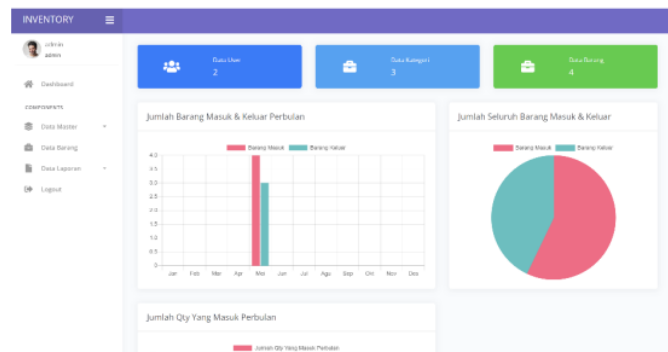 INVENTORY
admin
admin
Dashboard
COMPONENTS
Data Master
Data Barang
Data Laporan
Logout
Data User
2
Data Kategori
3
Data Barang
4
Jumlah Barang Masuk & Keluar Perbulan
Barang Masuk Barang Keluar
4.0
3.5
3.0
2.5
2.0
1.5
1.0
0.5
0
Jan Feb Mar Apr Mei Jun Jul Agu Sep Okt Nov Des
Jumlah Seluruh Barang Masuk & Keluar
Barang Masuk Barang Keluar
Jumlah Qty Yang Masuk Perbulan
Jumlah Qty Yang Masuk Perbulan